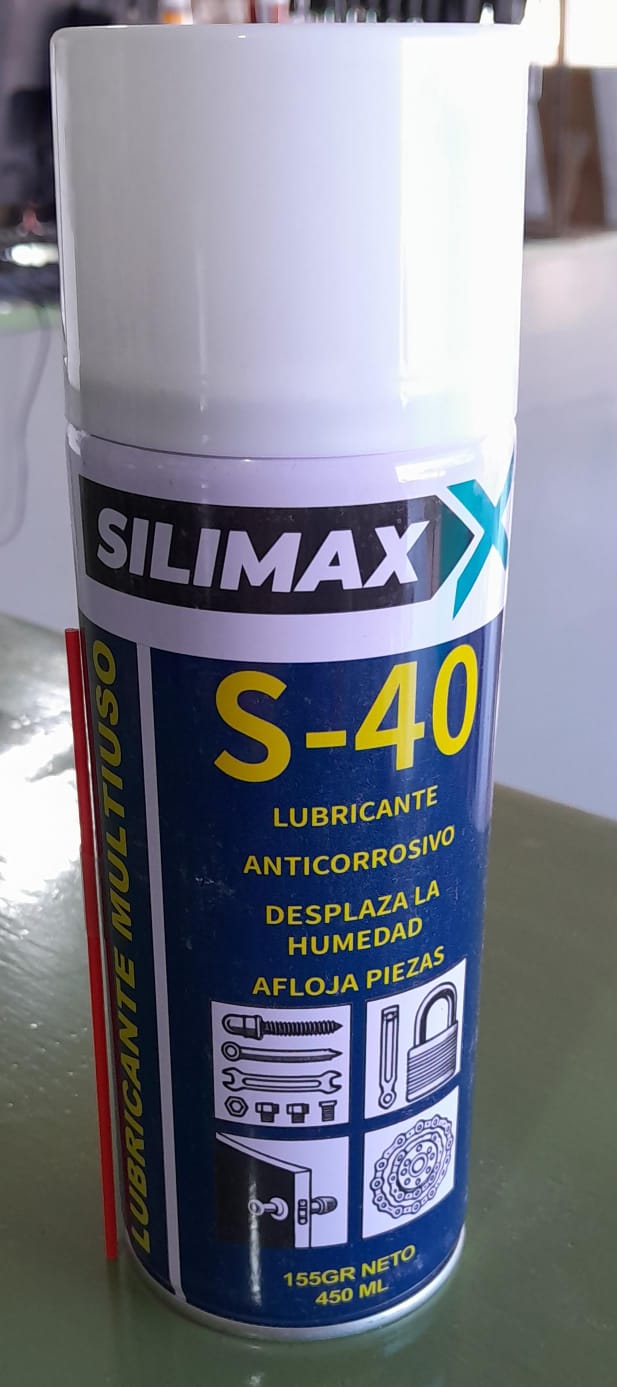 SILIMAX X
S-40
LUBRICANTE
ANTICORROSIVO
DESPLAZA LA
HUMEDAD
AFLOJA PIEZAS
LUBRICANTE MULTIUSO
155GR NETO
450 ML